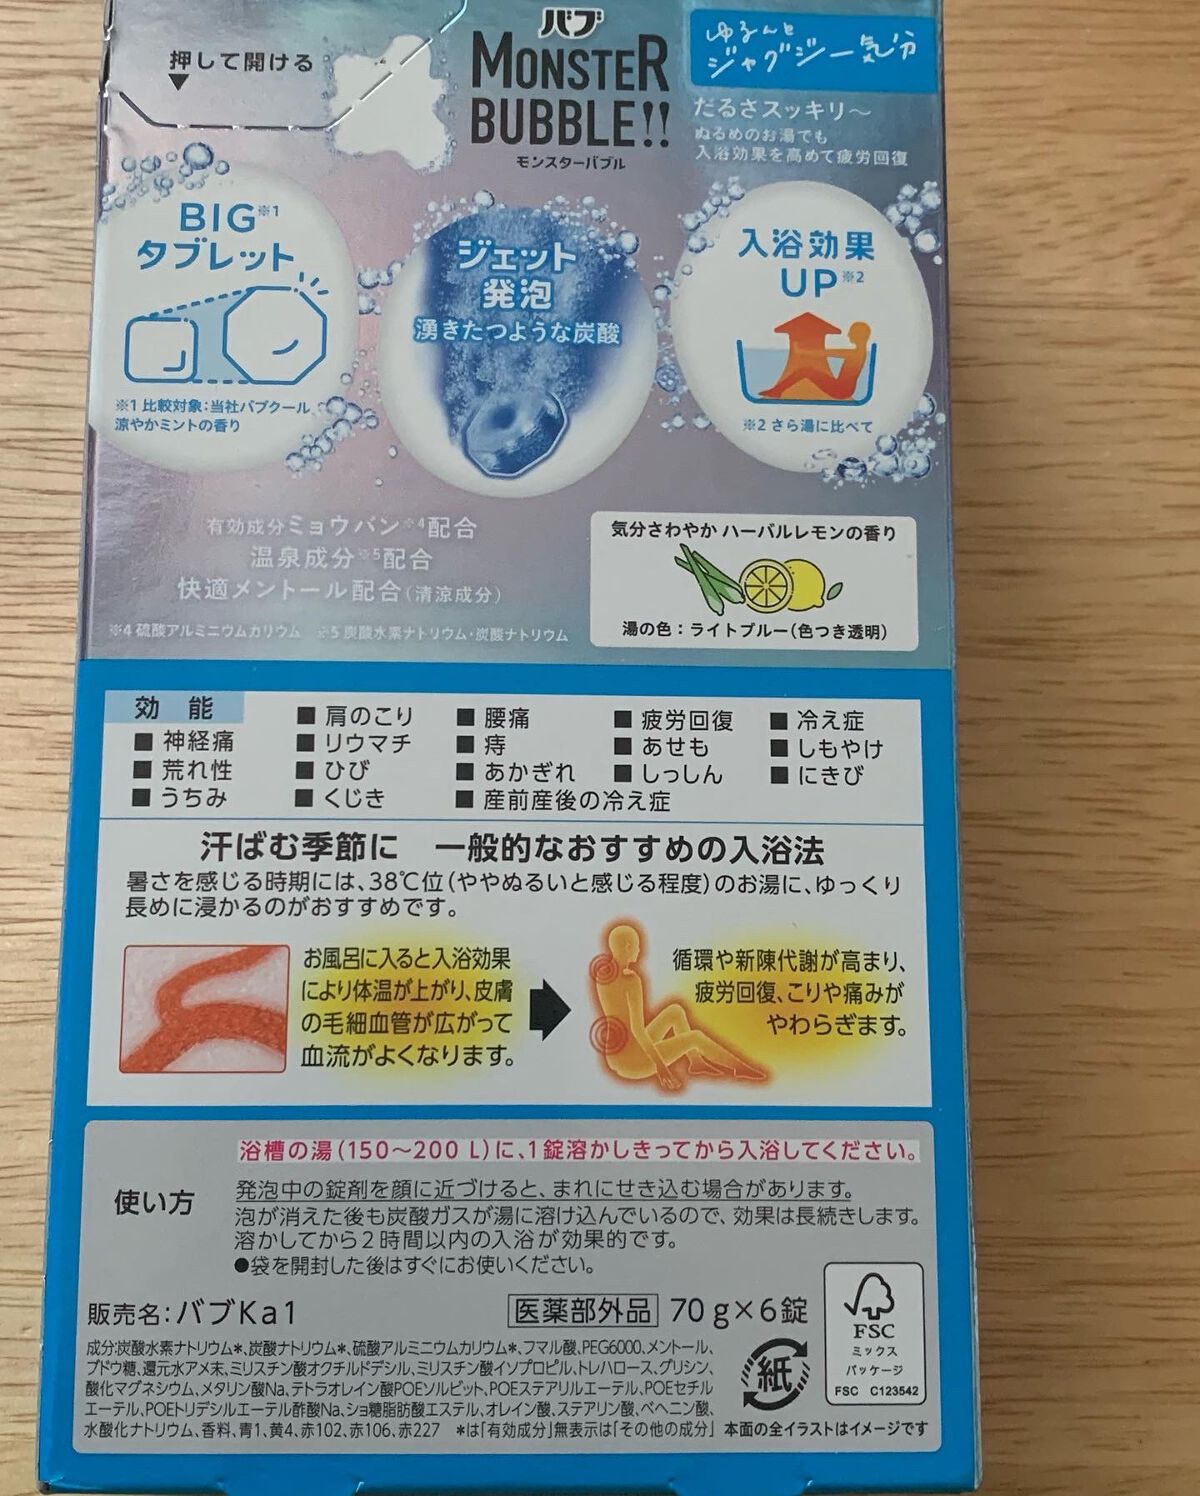 押して開ける
バブ
MONSTER
BUBBLE!!
モンスターバブル
ゆるんと
ジャグジー気分
だるさスッキリ～
ぬるめのお湯でも
入浴効果を高めて疲労回復
BIG※1
タブレット
※1 比較対象:当社バブクール
涼やかミントの香り
ジェット
発泡
湧きたつような炭酸
入浴効果
UP※2
※2 さら湯に比べて
有効成分ミョウバン※4配合
温泉成分※5配合
快適メントール配合(清涼成分)
※4 硫酸アルミニウムカリウム ※5 炭酸水素ナトリウム・炭酸ナトリウム
気分さわやか ハーバルレモンの香り
湯の色:ライトブルー(色つき透明)
効 能
■ 肩のこり ■ 腰痛 ■ 疲労回復 ■ 冷え症
■ 神経痛 ■ リウマチ ■ 痔 ■ あせも ■ しもやけ
■ 荒れ性 ■ ひび ■ あかぎれ ■ しっしん ■ にきび
■ うちみ ■ くじき ■ 産前産後の冷え症
汗ばむ季節に 一般的なおすすめの入浴法
暑さを感じる時期には、38℃位(ややぬるいと感じる程度)のお湯に、ゆっくり
長めに浸かるのがおすすめです。
お風呂に入ると入浴効果
により体温が上がり、皮膚
の毛細血管が広がって
血流がよくなります。
循環や新陳代謝が高まり、
疲労回復、こりや痛みが
やわらぎます。
使い方
浴槽の湯(150～200 L)に、1錠溶かしきってから入浴してください。
発泡中の錠剤を顔に近づけると、まれにせき込む場合があります。
泡が消えた後も炭酸ガスが湯に溶け込んでいるので、効果は長続きします。
溶かしてから2時間以内の入浴が効果的です。
●袋を開封した後はすぐにお使いください。
販売名:バブKa1
医薬部外品 70g×6錠
成分:炭酸水素ナトリウム*、炭酸ナトリウム*、硫酸アルミニウムカリウム*、フマル酸、PEG6000、メントール、
ブドウ糖、還元水アメ末、ミリスチン酸オクチルドデシル、ミリスチン酸イソプロピル、トレハロース、グリシン、
酸化マグネシウム、メタリン酸Na、テトラオレイン酸POEソルビット、POEステアリルエーテル、POEセチル
エーテル、POEトリデシルエーテル酢酸Na、ショ糖脂肪酸エステル、オレイン酸、ステアリン酸、ベヘニン酸、
水酸化ナトリウム、香料、青1、黄4、赤102、赤106、赤227 *は「有効成分」無表示は「その他の成分」
本面の全イラストはイメージです
紙
FSC
ミックス
パッケージ
FSC C123542